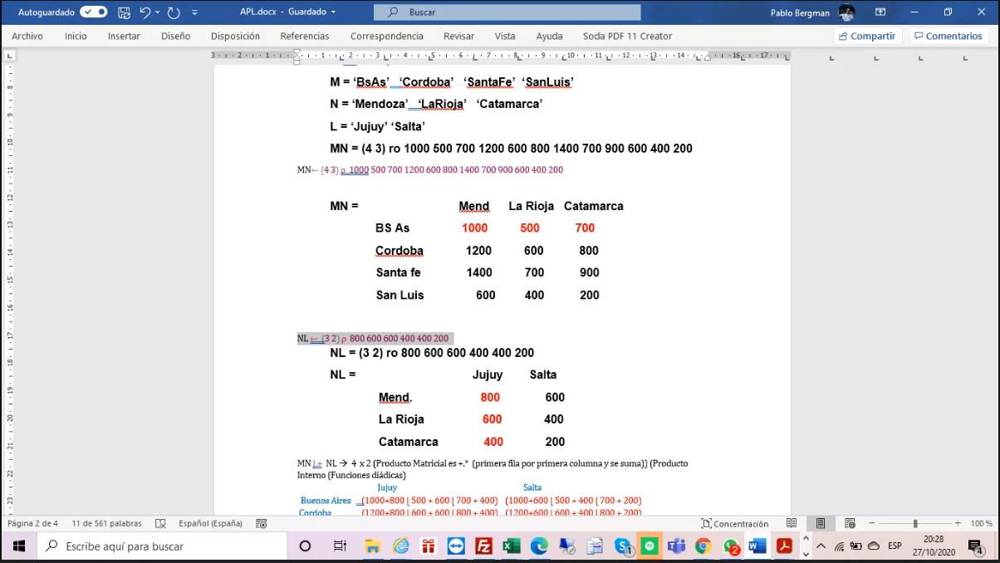 Autoguardado APL.docx - Guardado Buscar Pablo Bergman
Archivo Inicio Insertar Diseño Disposición Referencias Correspondencia Revisar Vista Ayuda Soda PDF 11 Creator Compartir Comentarios
M = ‘BsAs’ ‘Cordoba’ ‘SantaFe’ ‘SanLuis’
N = ‘Mendoza’ ‘LaRioja’ ‘Catamarca’
L = ‘Jujuy’ ‘Salta’
MN = (4 3) ro 1000 500 700 1200 600 800 1400 700 900 600 400 200
MN← (4 3) ρ 1000 500 700 1200 600 800 1400 700 900 600 400 200
MN = Mend La Rioja Catamarca
BS As 1000 500 700
Cordoba 1200 600 800
Santa fe 1400 700 900
San Luis 600 400 200
NL ← (3 2) ρ 800 600 600 400 400 200
NL = (3 2) ro 800 600 600 400 400 200
NL = Jujuy Salta
Mend. 800 600
La Rioja 600 400
Catamarca 400 200
MN ⌊.+ NL → 4 x 2 (Producto Matricial es +.* (primera fila por primera columna y se suma)) (Producto
Interno (Funciones diádicas)
Jujuy Salta
Buenos Aires (1000+800 ⌊ 500 + 600 ⌊ 700 + 400) (1000+600 ⌊ 500 + 400 ⌊ 700 + 200)
Cordoba (1200+800 ⌊ 600 + 600 ⌊ 800 + 400) (1200+600 ⌊ 600 + 400 ⌊ 800 + 200)
Página 2 de 4 11 de 561 palabras Español (España) Concentración 100 %
Escribe aquí para buscar ESP 20:28
27/10/2020